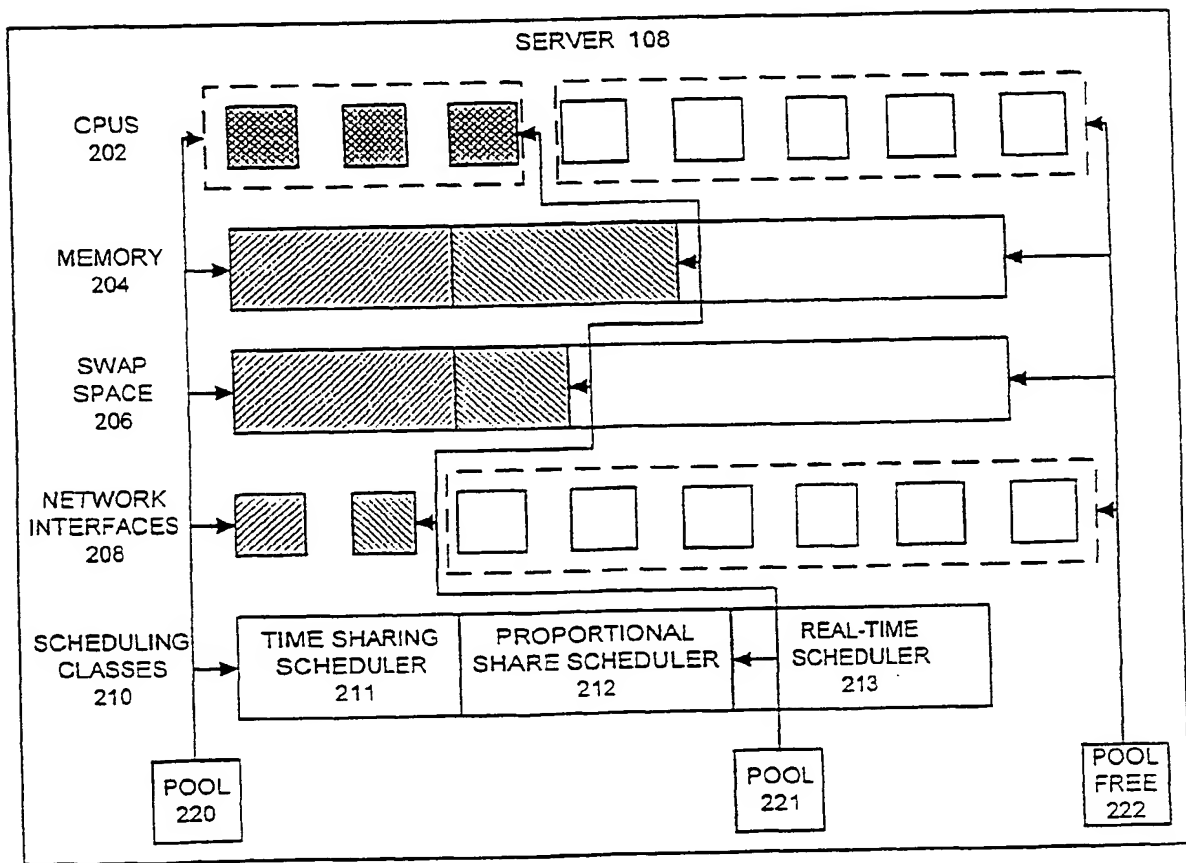 SERVER 108
CPUS
202
MEMORY
204
SWAP
SPACE
206
NETWORK
INTERFACES
208
SCHEDULING
CLASSES
210
TIME SHARING
SCHEDULER
211
PROPORTIONAL
SHARE SCHEDULER
212
REAL-TIME
SCHEDULER
213
POOL
220
POOL
221
POOL
FREE
222